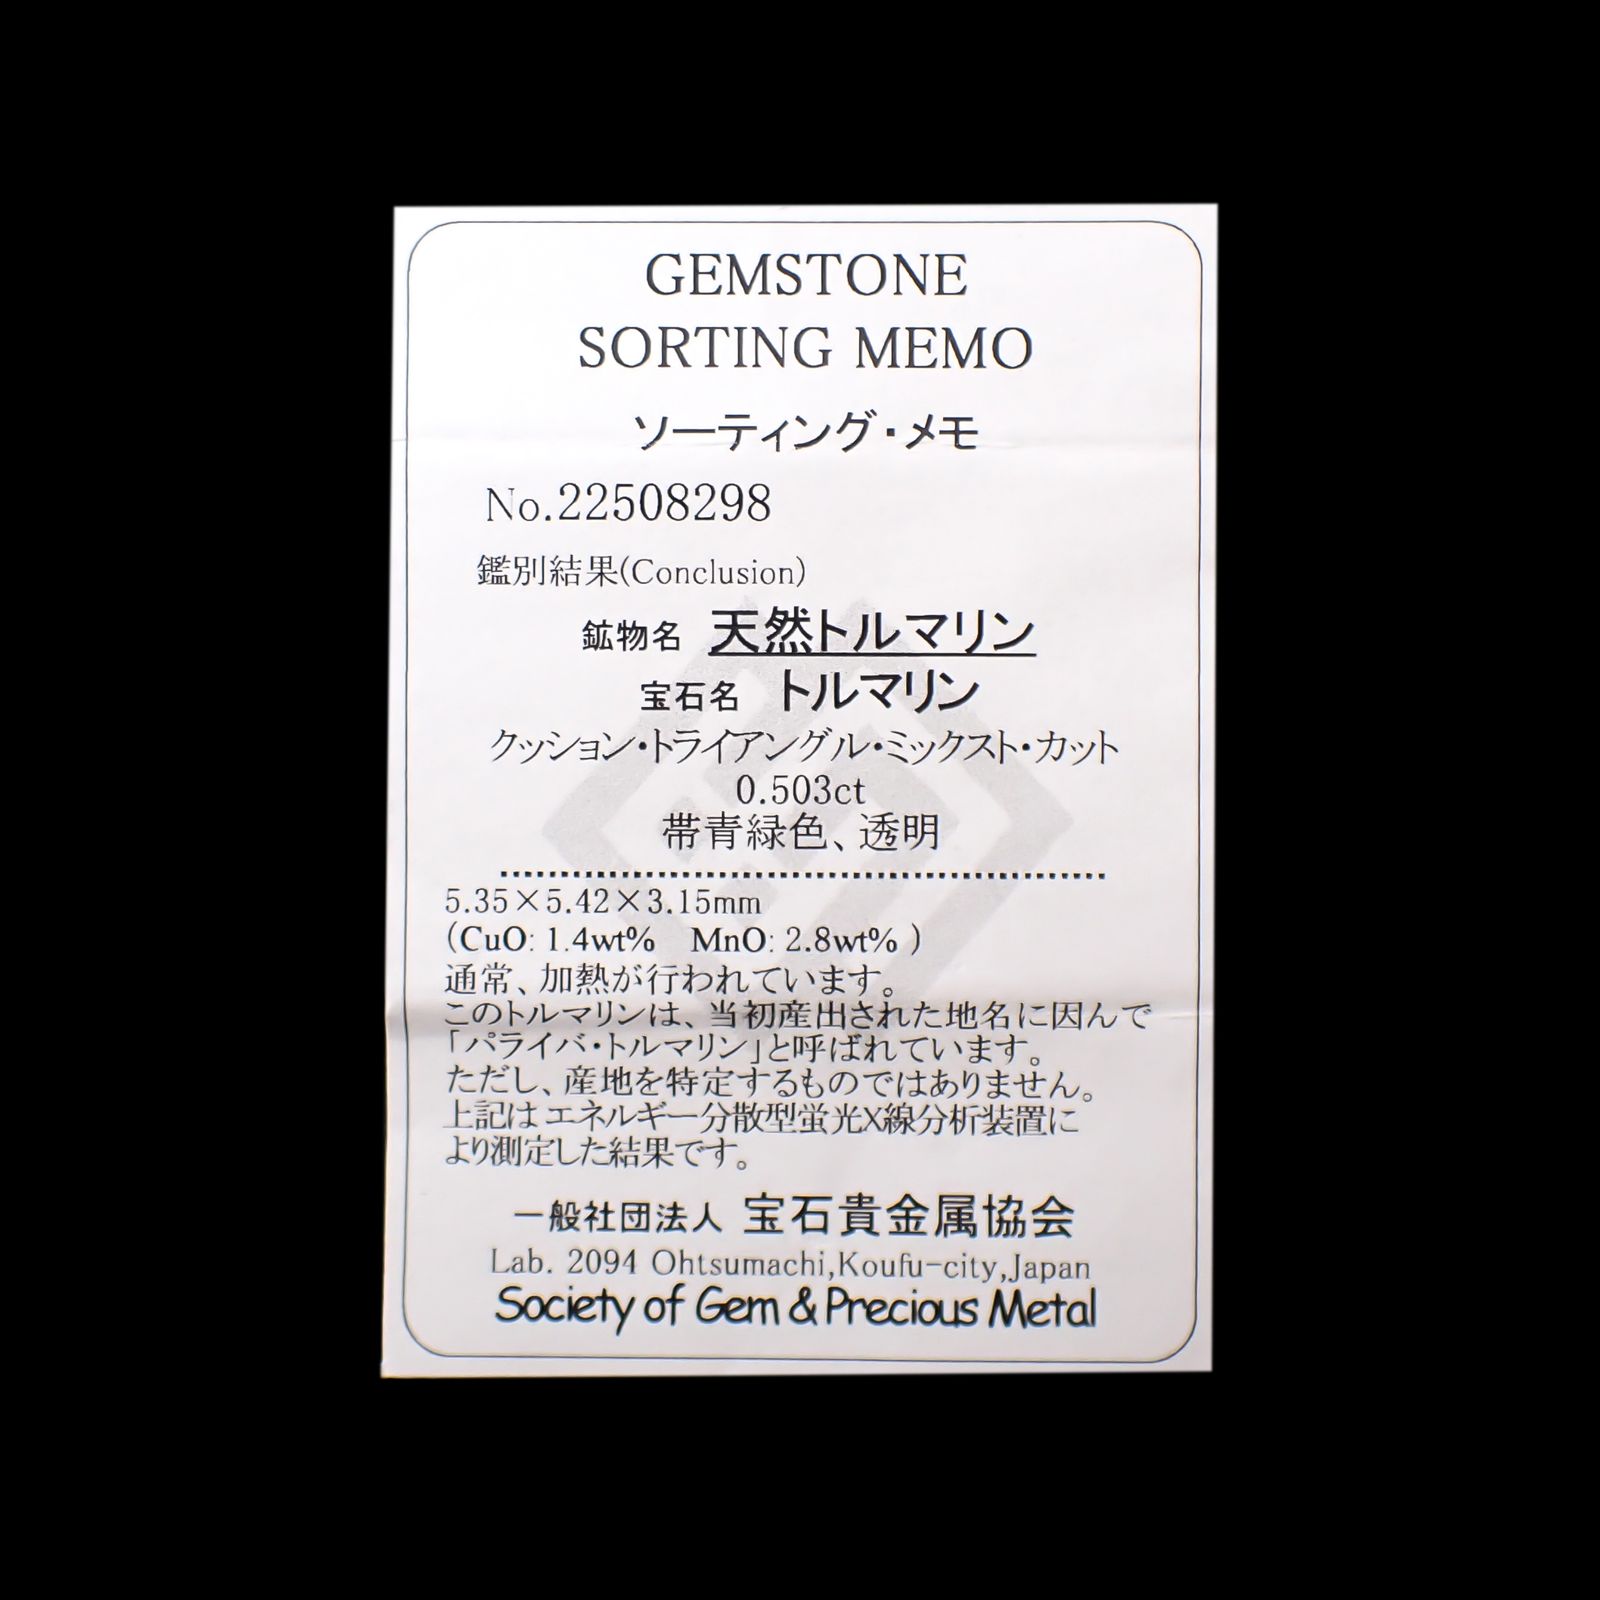 GEMSTONE
SORTING MEMO
ソーティング・メモ
No.22508298
鑑別結果(Conclusion)
鉱物名 天然トルマリン
宝石名 トルマリン
クッション・トライアングル・ミックスト・カット
0.503ct
帯青緑色、透明
5.35×5.42×3.15mm
(CuO: 1.4wt% MnO: 2.8wt% )
通常、加熱が行われています。
このトルマリンは、当初産出された地名に因んで
「パライバ・トルマリン」と呼ばれています。
ただし、産地を特定するものではありません。
上記はエネルギー分散型蛍光X線分析装置に
より測定した結果です。
一般社団法人 宝石貴金属協会
Lab. 2094 Ohtsumachi,Koufu-city,Japan
Society of Gem & Precious Metal